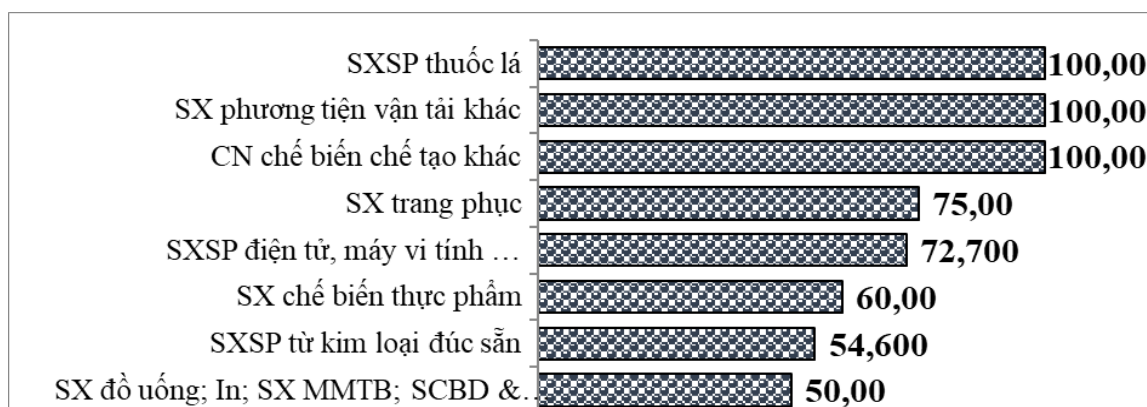 SXSP thuốc lá 100,00
SX phương tiện vận tải khác 100,00
CN chế biến chế tạo khác 100,00
SX trang phục 75,00
SXSP điện tử, máy vi tính … 72,700
SX chế biến thực phẩm 60,00
SXSP từ kim loại đúc sẵn 54,600
SX đồ uống; In; SX MMTB; SCBD &… 50,00